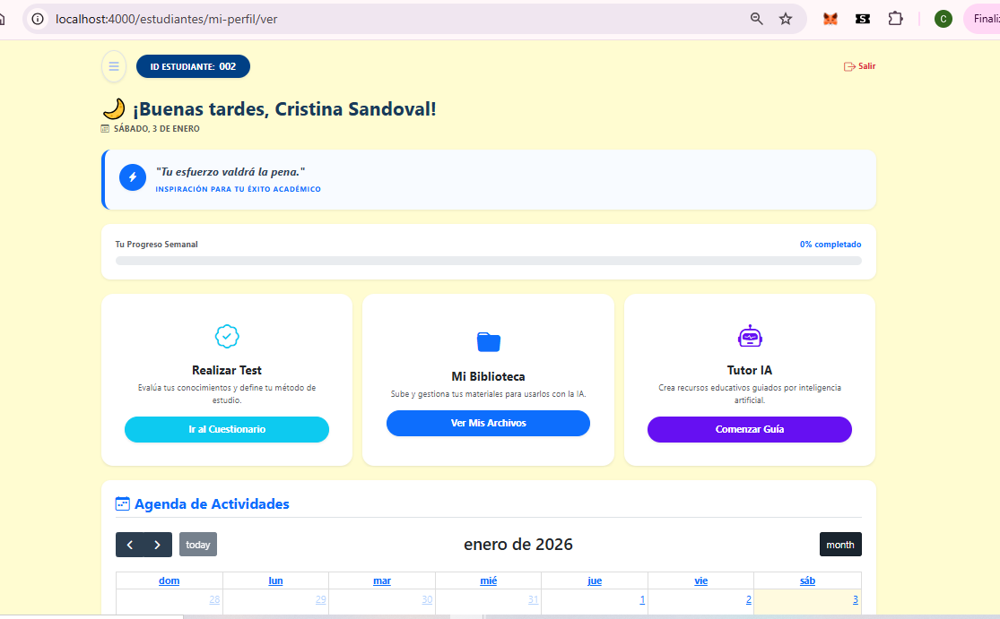 localhost:4000/estudiantes/mi-perfil/ver
C
ID ESTUDIANTE: 002
Salir
¡Buenas tardes, Cristina Sandoval!
SÁBADO, 3 DE ENERO
"Tu esfuerzo valdrá la pena."
INSPIRACIÓN PARA TU ÉXITO ACADÉMICO
Tu Progreso Semanal
0% completado
Realizar Test
Evalúa tus conocimientos y define tu método de
estudio.
Ir al Cuestionario
Mi Biblioteca
Sube y gestiona tus materiales para usarlos con la IA.
Ver Mis Archivos
Tutor IA
Crea recursos educativos guiados por inteligencia
artificial.
Comenzar Guía
Agenda de Actividades
today
enero de 2026
month
dom lun mar mié jue vie sáb
28 29 30 31 1 2 3